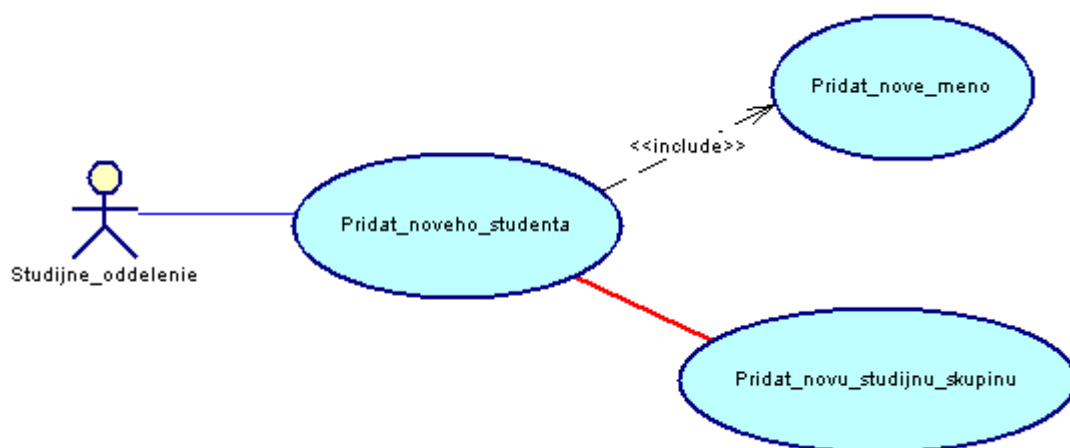 Pridat_nove_meno
<<include>>
Pridat_noveho_studenta
Studijne_oddelenie
Pridat_novu_studijnu_skupinu